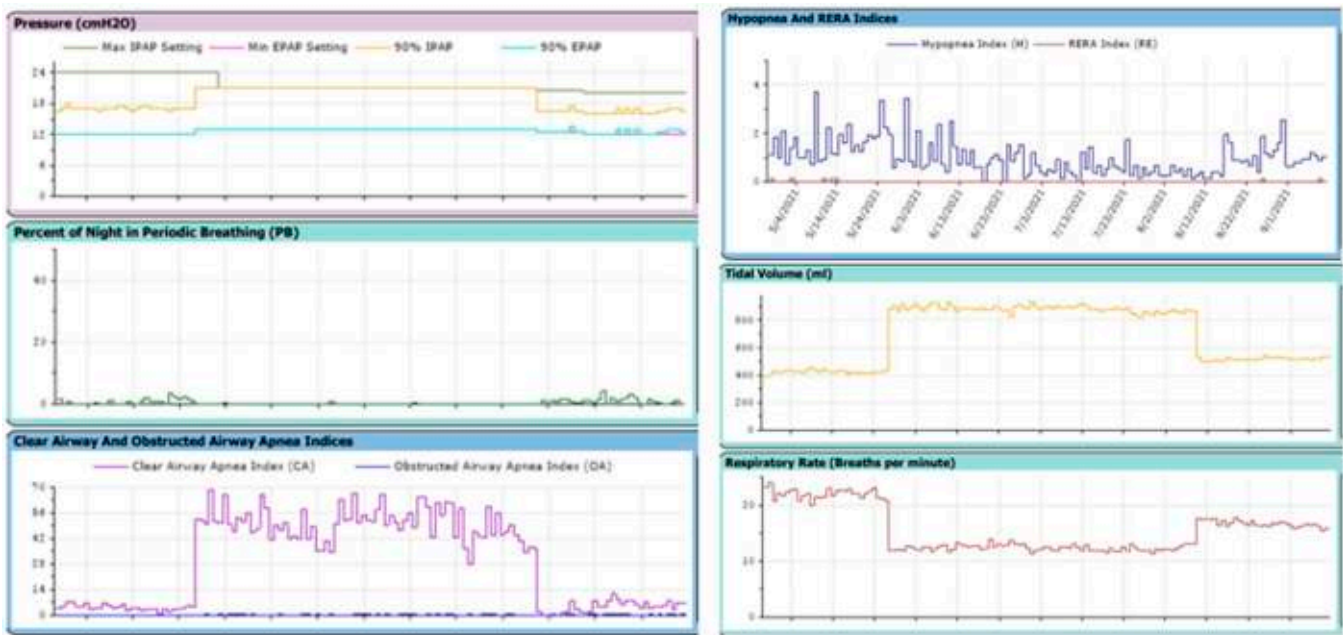 Pressure (cmH2O)
Max IPAP Setting Min EPAP Setting 90% IPAP 90% EPAP
24
18
12
6
0
Percent of Night in Periodic Breathing (PB)
40
20
0
Clear Airway And Obstructed Airway Apnea Indices
Clear Airway Apnea Index (CA) Obstructed Airway Apnea Index (OA)
70
56
42
28
14
0
Hypopnea And RERA Indices
Hypopnea Index (H) RERA Index (RE)
4
2
0
5/4/2021 5/14/2021 5/24/2021 6/3/2021 6/13/2021 6/23/2021 7/3/2021 7/13/2021 7/23/2021 8/2/2021 8/12/2021 8/22/2021 9/1/2021
Tidal Volume (ml)
800
600
400
200
0
Respiratory Rate (Breaths per minute)
20
10
0